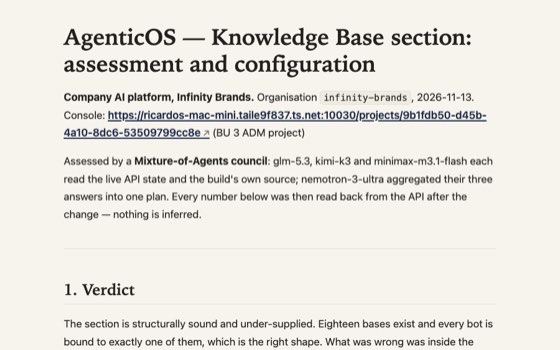 AgenticOS — Knowledge Base section:
assessment and configuration
Company AI platform, Infinity Brands. Organisation infinity-brands , 2026-11-13.
Console: https://ricardos-mac-mini.taile9f837.ts.net:10030/projects/9b1fdb50-d45b-
4a10-8dc6-53509799cc8e ↗ (BU 3 ADM project)
Assessed by a Mixture-of-Agents council: glm-5.3, kimi-k3 and minimax-m3.1-flash each
read the live API state and the build's own source; nemotron-3-ultra aggregated their three
answers into one plan. Every number below was then read back from the API after the
change — nothing is inferred.
1. Verdict
The section is structurally sound and under-supplied. Eighteen bases exist and every bot is
bound to exactly one of them, which is the right shape. What was wrong was inside the